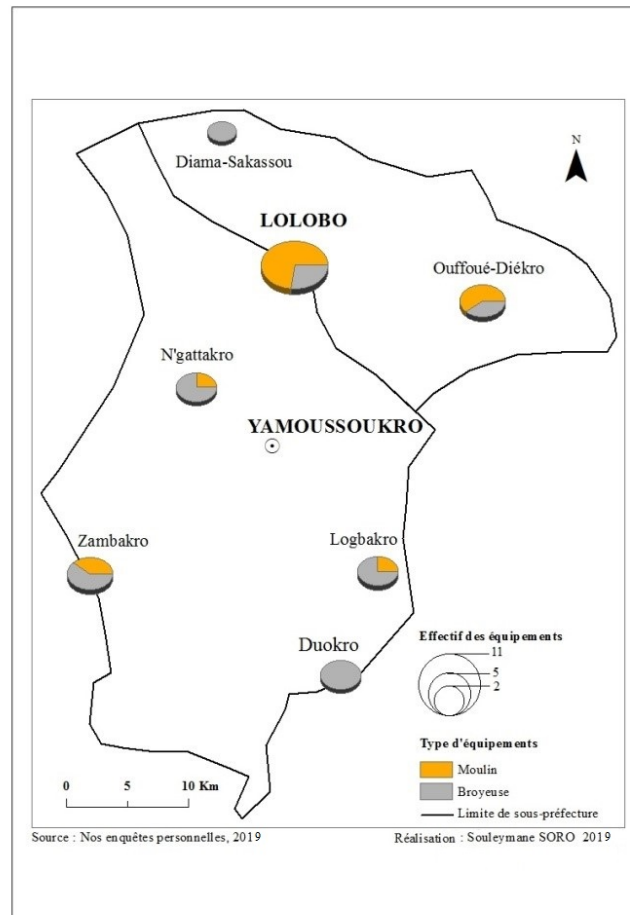 N
Diama-Sakassou
LOLOBO
Ouffoué-Diékro
N'gattakro
YAMOUSSOUKRO
Zambakro
Logbakro
Duokro
Effectif des équipements
11
5
2
Type d'équipements
Moulin
Broyeuse
Limite de sous-préfecture
0 5 10 Km
Source : Nos enquêtes personnelles, 2019
Réalisation : Souleymane SORO 2019